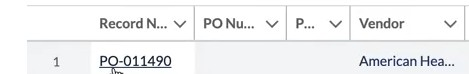 Record N... PO Nu... P... Vendor
1 PO-011490 American Hea...